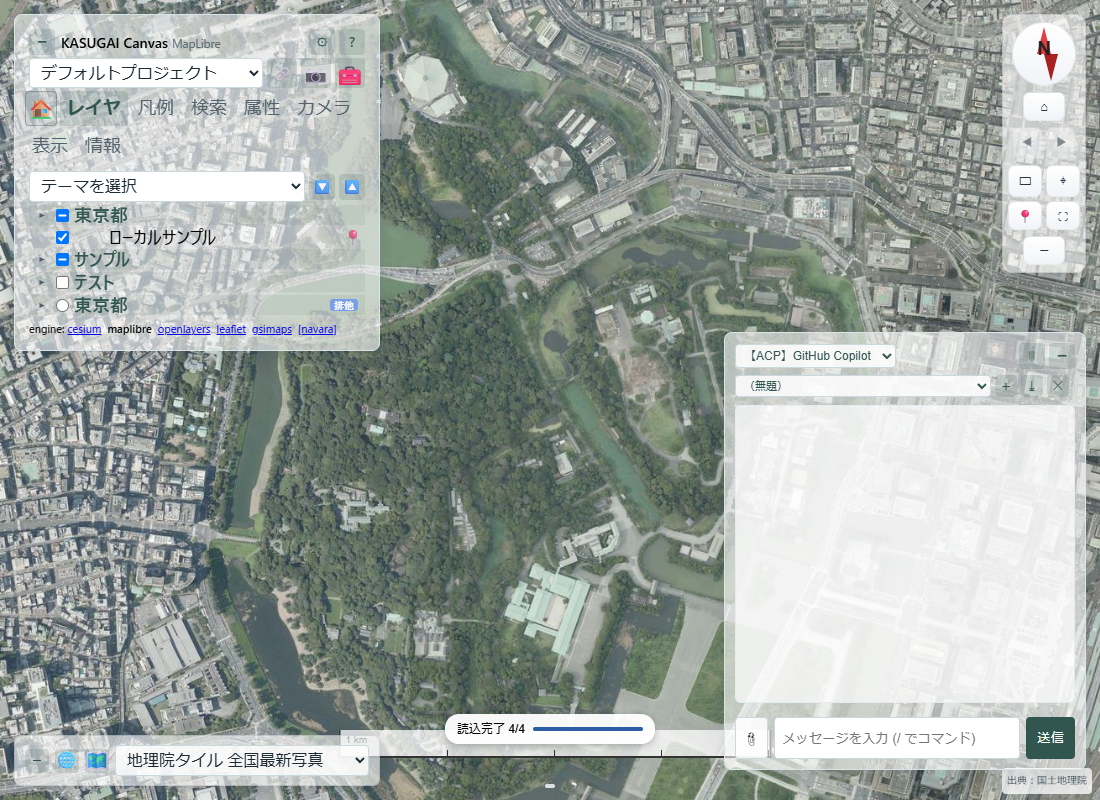 KASUGAI Canvas MapLibre
?
デフォルトプロジェクト
レイヤ 凡例 検索 属性 カメラ
表示 情報
テーマを選択
東京都
ローカルサンプル
サンプル
テスト
東京都 排他
engine: cesium maplibre openlayers leaflet gsimaps [navara]
N
【ACP】GitHub Copilot
（無題）
メッセージを入力 (/ でコマンド)
送信
読込完了 4/4
1 km
地理院タイル 全国最新写真
出典：国土地理院